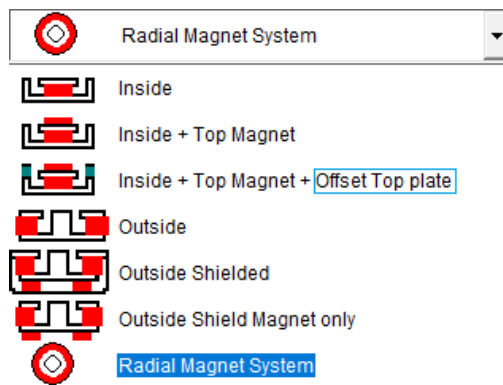 Radial Magnet System
Inside
Inside + Top Magnet
Inside + Top Magnet + Offset Top plate
Outside
Outside Shielded
Outside Shield Magnet only
Radial Magnet System